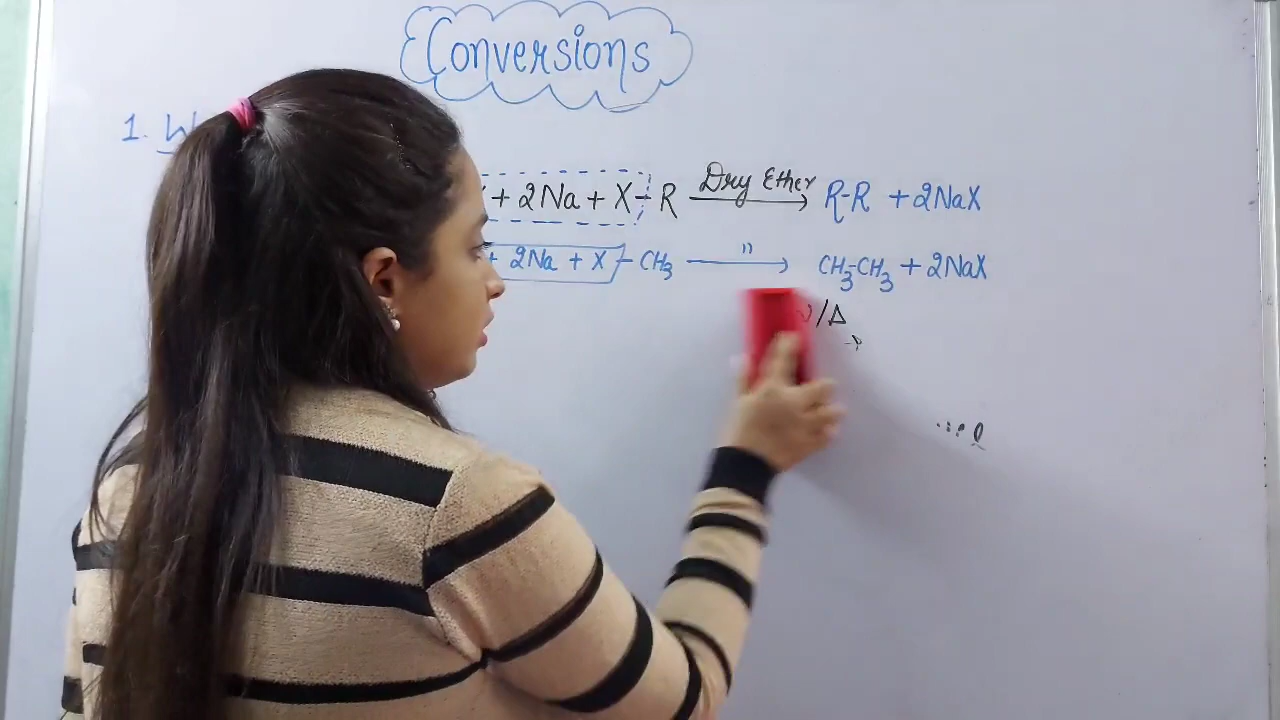 Conversions
1. W
+ 2Na + X - R Dry Ether R-R + 2NaX
+ 2Na + X - CH3 " CH3-CH3 + 2NaX
/Δ